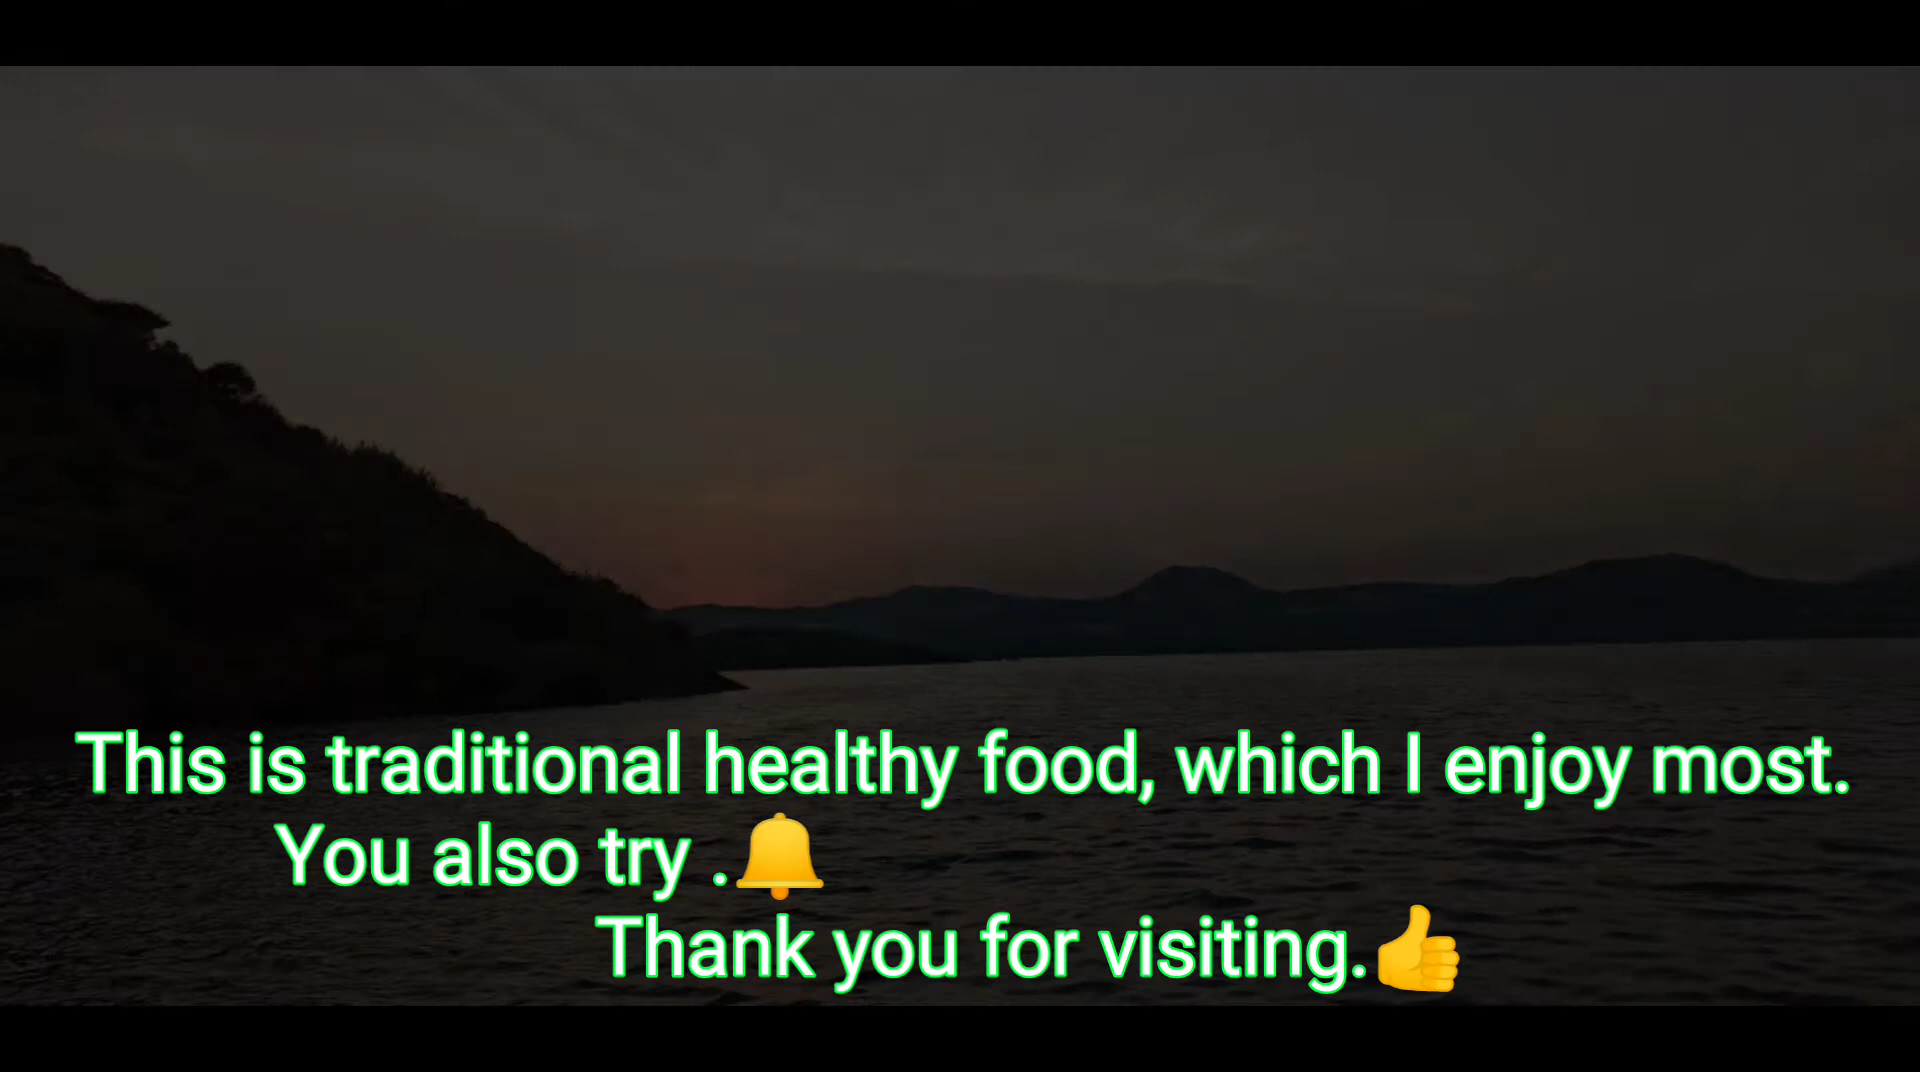 This is traditional healthy food, which I enjoy most.
You also try .🔔
Thank you for visiting.👍